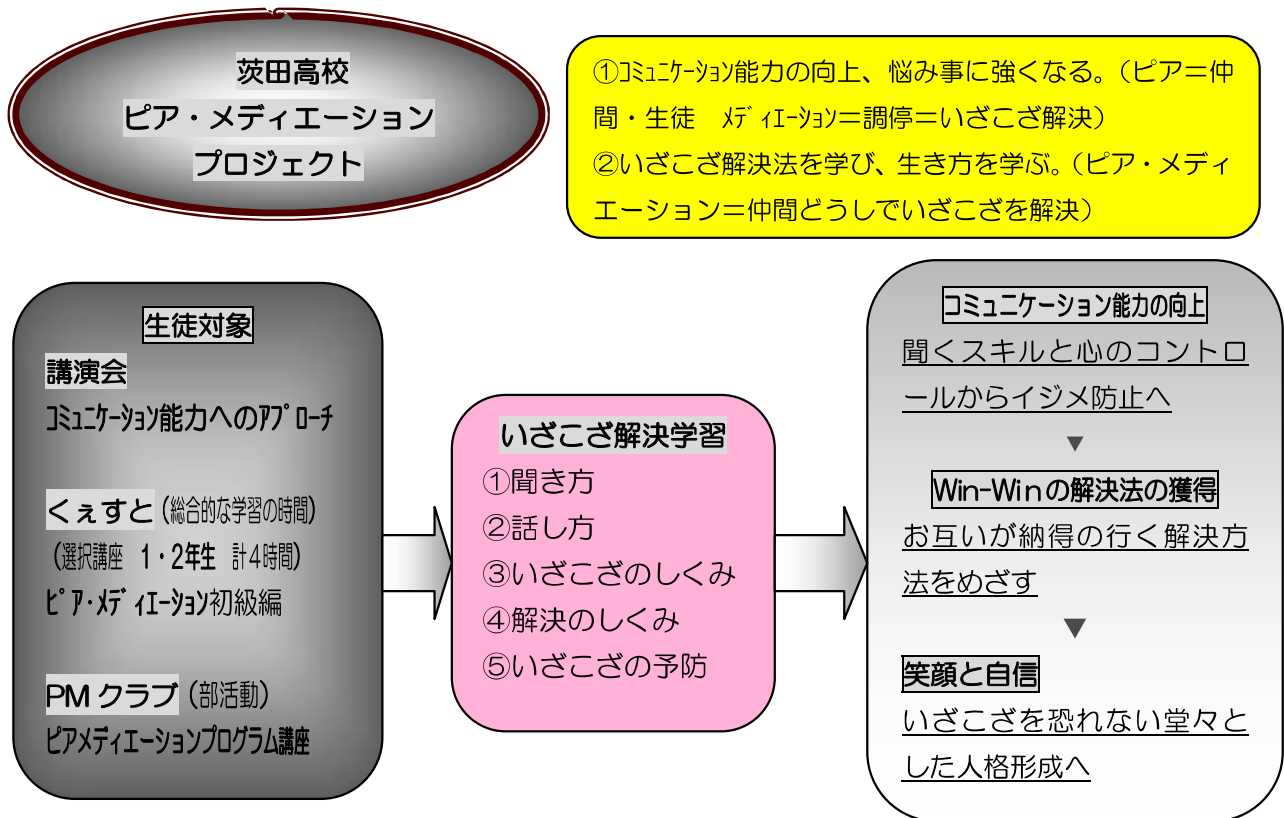 茨田高校
ピア・メディエーション
プロジェクト
①ｺﾐｭﾆｹｰｼｮﾝ能力の向上、悩み事に強くなる。（ピア＝仲
間・生徒　ﾒﾃﾞｨｴｰｼｮﾝ＝調停＝いざこざ解決）
②いざこざ解決法を学び、生き方を学ぶ。（ピア・メディ
エーション＝仲間どうしでいざこざを解決）
生徒対象
講演会
ｺﾐｭﾆｹｰｼｮﾝ能力へのｱﾌﾟﾛｰﾁ
くぇすと（総合的な学習の時間）
（選択講座　1・2年生　計４時間）
ﾋﾟｱ・ﾒﾃﾞｨｴｰｼｮﾝ初級編
PMクラブ（部活動）
ピアメディエーションプログラム講座
いざこざ解決学習
①聞き方
②話し方
③いざこざのしくみ
④解決のしくみ
⑤いざこざの予防
コミュニケーション能力の向上
聞くスキルと心のコントロ
ールからイジメ防止へ
▼
Win-Winの解決法の獲得
お互いが納得の行く解決方
法をめざす
▼
笑顔と自信
いざこざを恐れない堂々と
した人格形成へ